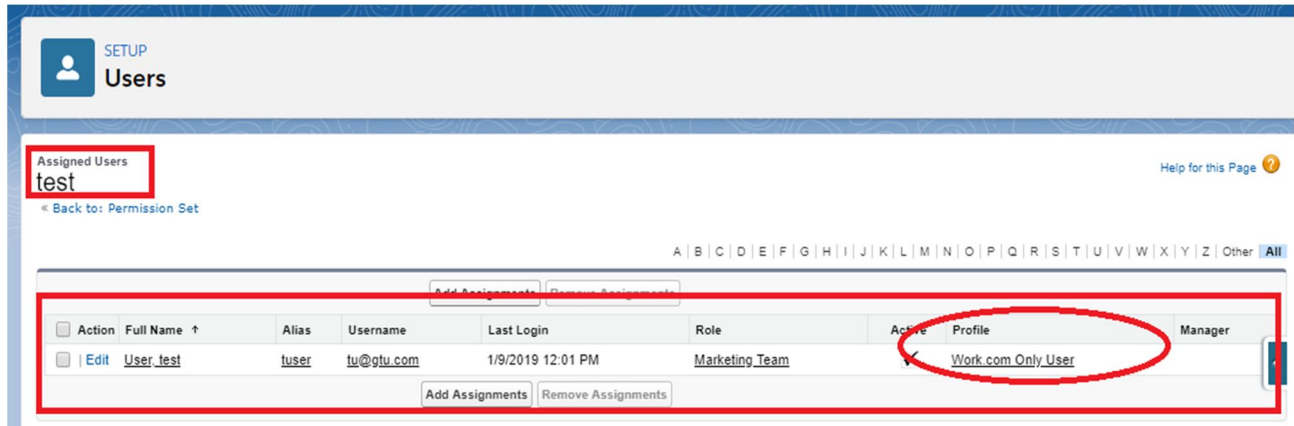 SETUP
Users
Assigned Users
test
Help for this Page ?
« Back to: Permission Set
A | B | C | D | E | F | G | H | I | J | K | L | M | N | O | P | Q | R | S | T | U | V | W | X | Y | Z | Other | All
Add Assignments Remove Assignments
Action Full Name ↑ Alias Username Last Login Role Active Profile Manager
| Edit User, test tuser tu@gtu.com 1/9/2019 12:01 PM Marketing Team ✓ Work.com Only User
Add Assignments Remove Assignments